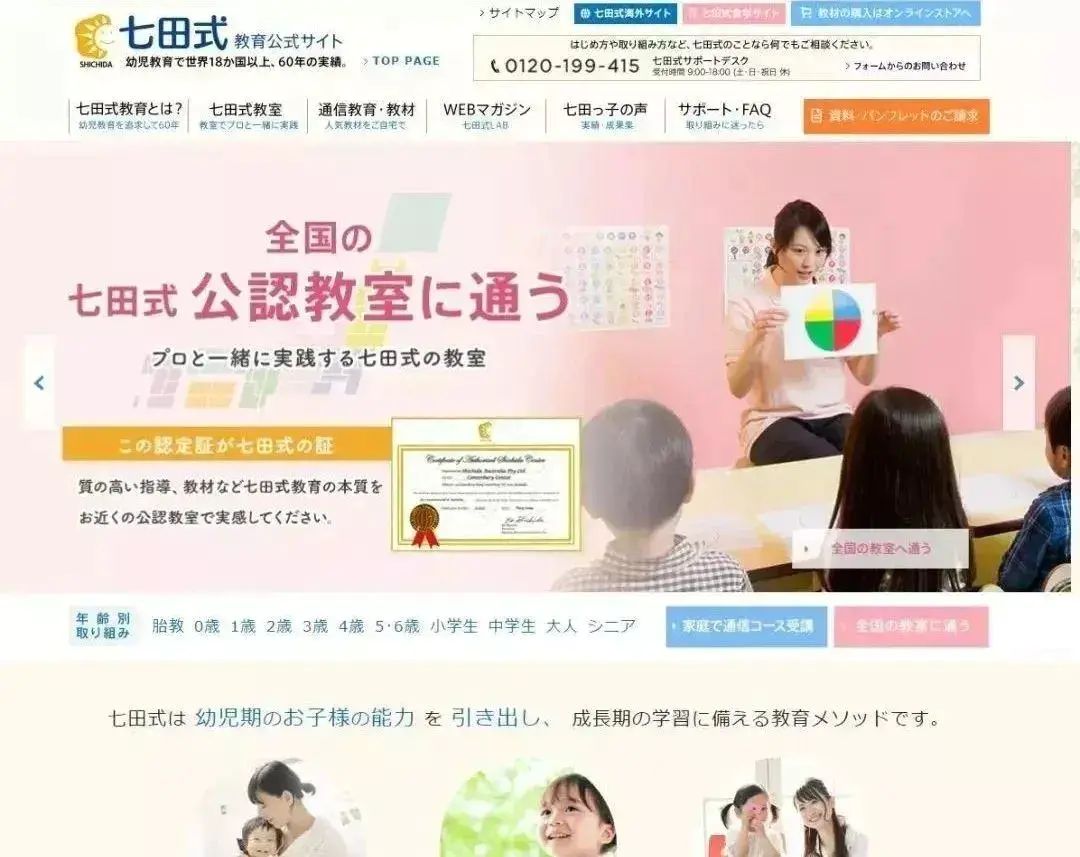 サイトマップ
七田式海外サイト
七田式食学サイト
教材の購入はオンラインストアへ
SHICHIDA
七田式 教育公式サイト
幼児教育で世界18か国以上、60年の実績。
TOP PAGE
はじめ方や取り組み方など、七田式のことなら何でもご相談ください。
0120-199-415
七田式サポートデスク
受付時間 9:00-18:00 (土・日・祝日 休)
フォームからのお問い合わせ
七田式教育とは?
幼児教育を追求して60年
七田式教室
教室でプロと一緒に実践
通信教育・教材
人気教材をご自宅で
WEBマガジン
七田式LAB
七田っ子の声
実績・成果集
サポート・FAQ
取り組みに迷ったら
資料・パンフレットのご請求
全国の
七田式 公認教室に通う
プロと一緒に実践する七田式の教室
この認定証が七田式の証
質の高い指導、教材など七田式教育の本質を
お近くの公認教室で実感してください。
Certificate of Authorised Shichida Centre
Shichida Australia Pty Ltd
全国の教室へ通う
年齢別
取り組み
胎教 0歳 1歳 2歳 3歳 4歳 5・6歳 小学生 中学生 大人 シニア
家庭で通信コース受講
全国の教室に通う
七田式は 幼児期のお子様の能力 を 引き出し、 成長期の学習に備える教育メソッドです。